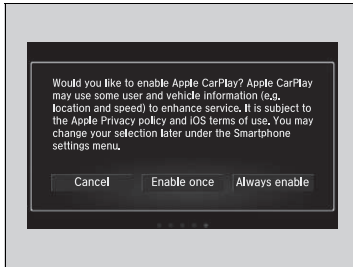 Would you like to enable Apple CarPlay? Apple CarPlay
may use some user and vehicle information (e.g.
location and speed) to enhance service. It is subject to
the Apple Privacy policy and iOS terms of use. You may
change your selection later under the Smartphone
settings menu.
Cancel Enable once Always enable